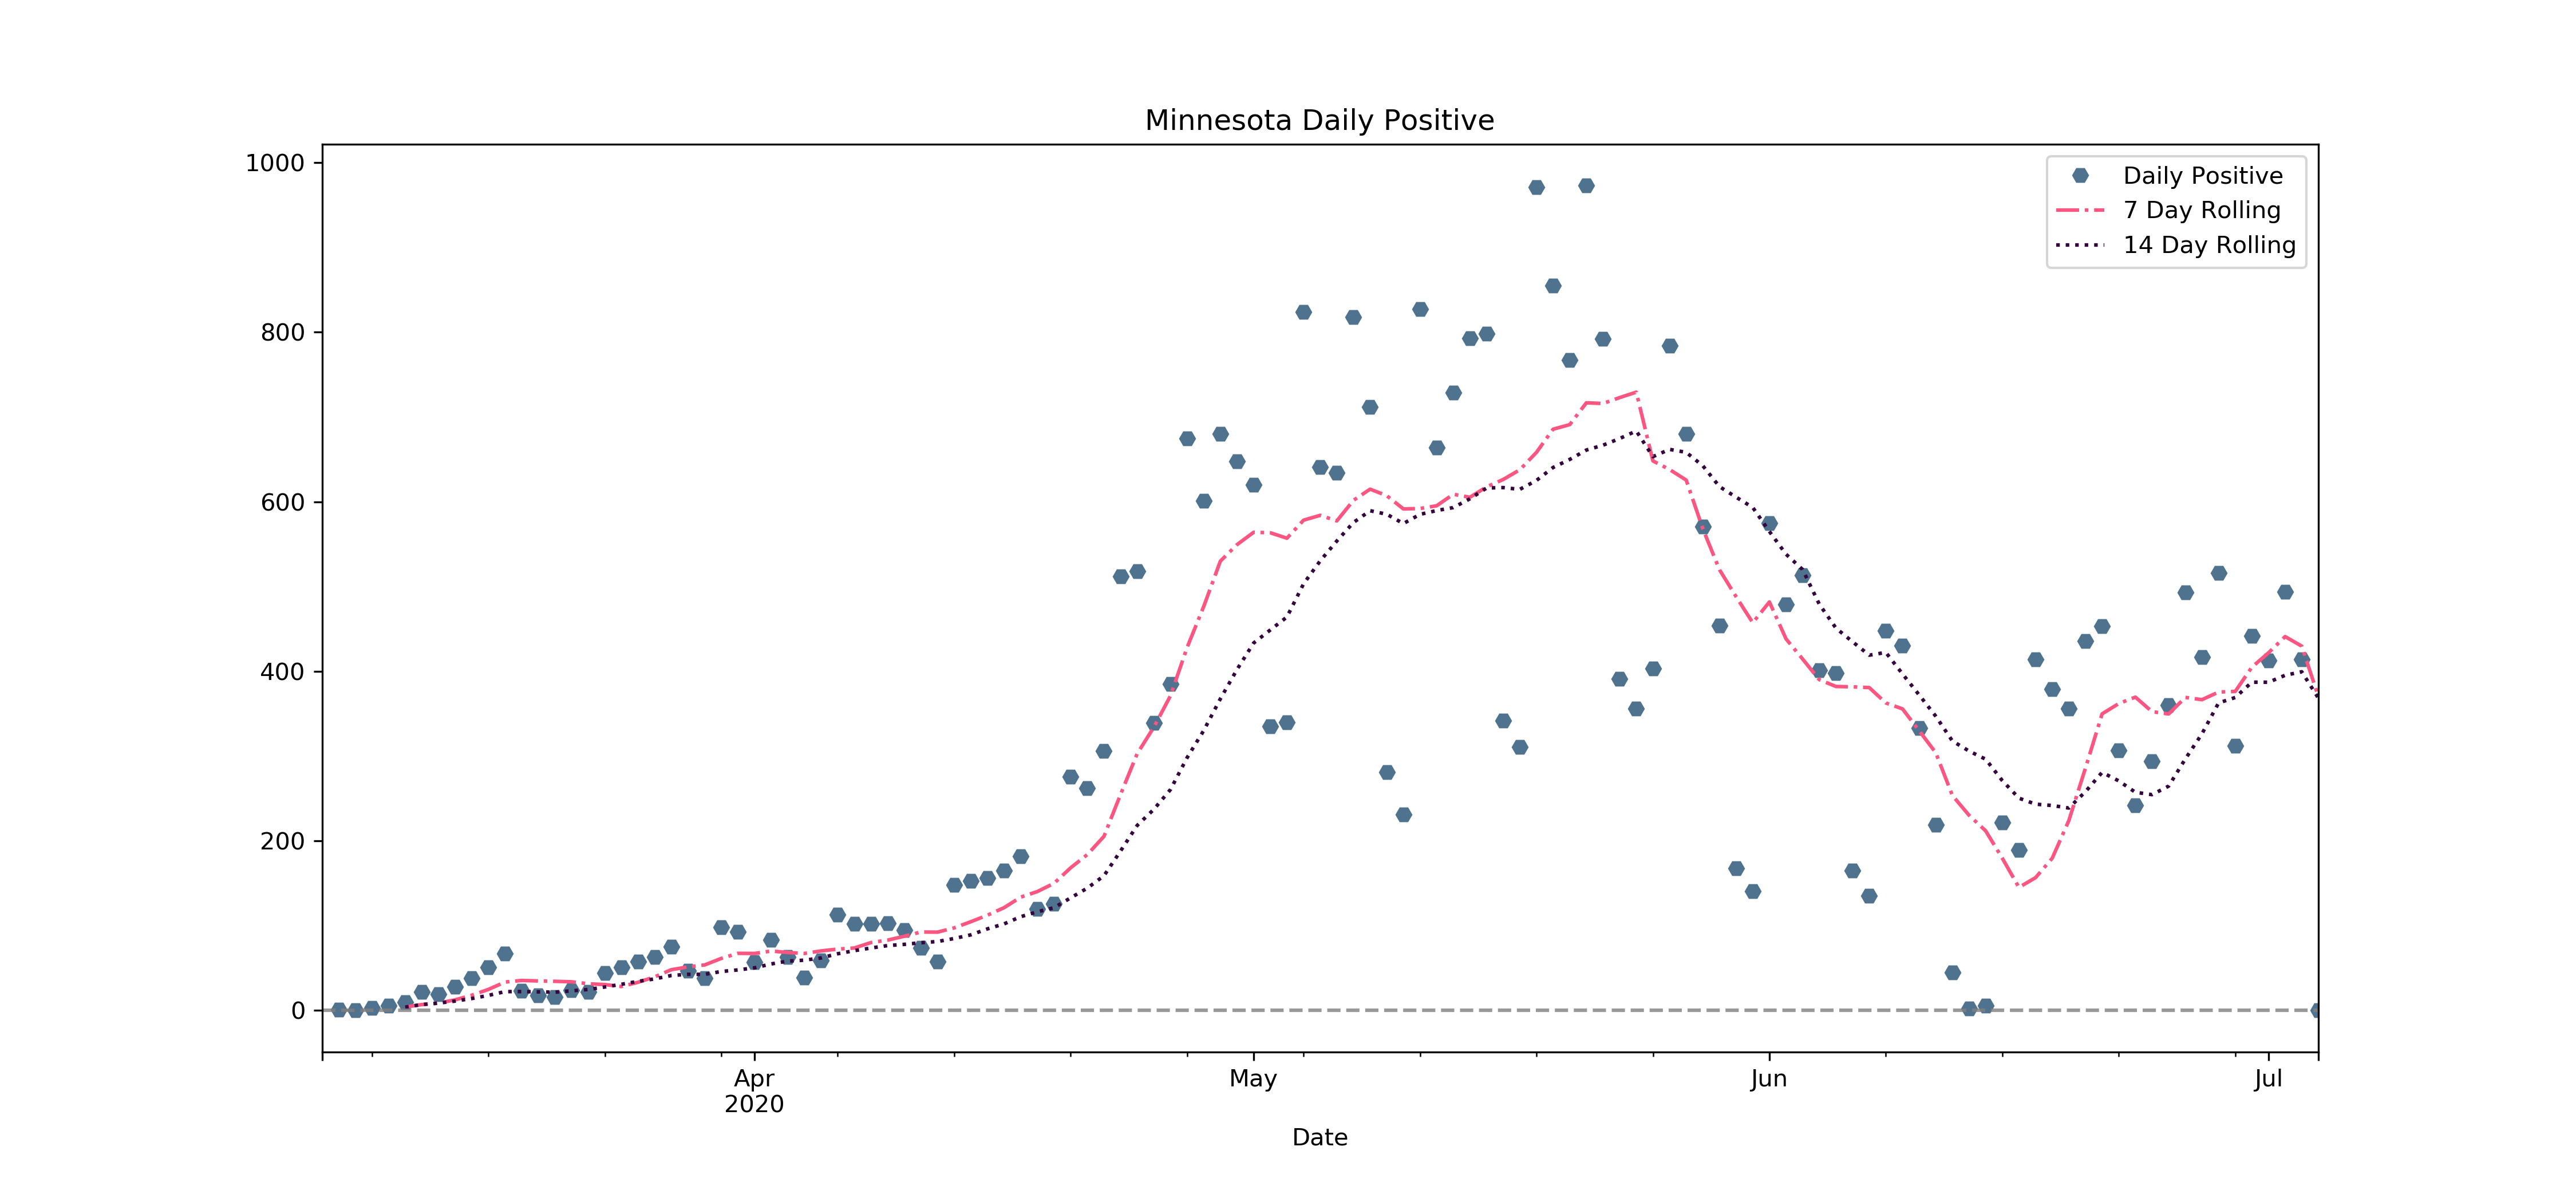 Minnesota Daily Positive
1000
800
600
400
200
0
Daily Positive
7 Day Rolling
14 Day Rolling
Apr
2020
May
Jun
Jul
Date